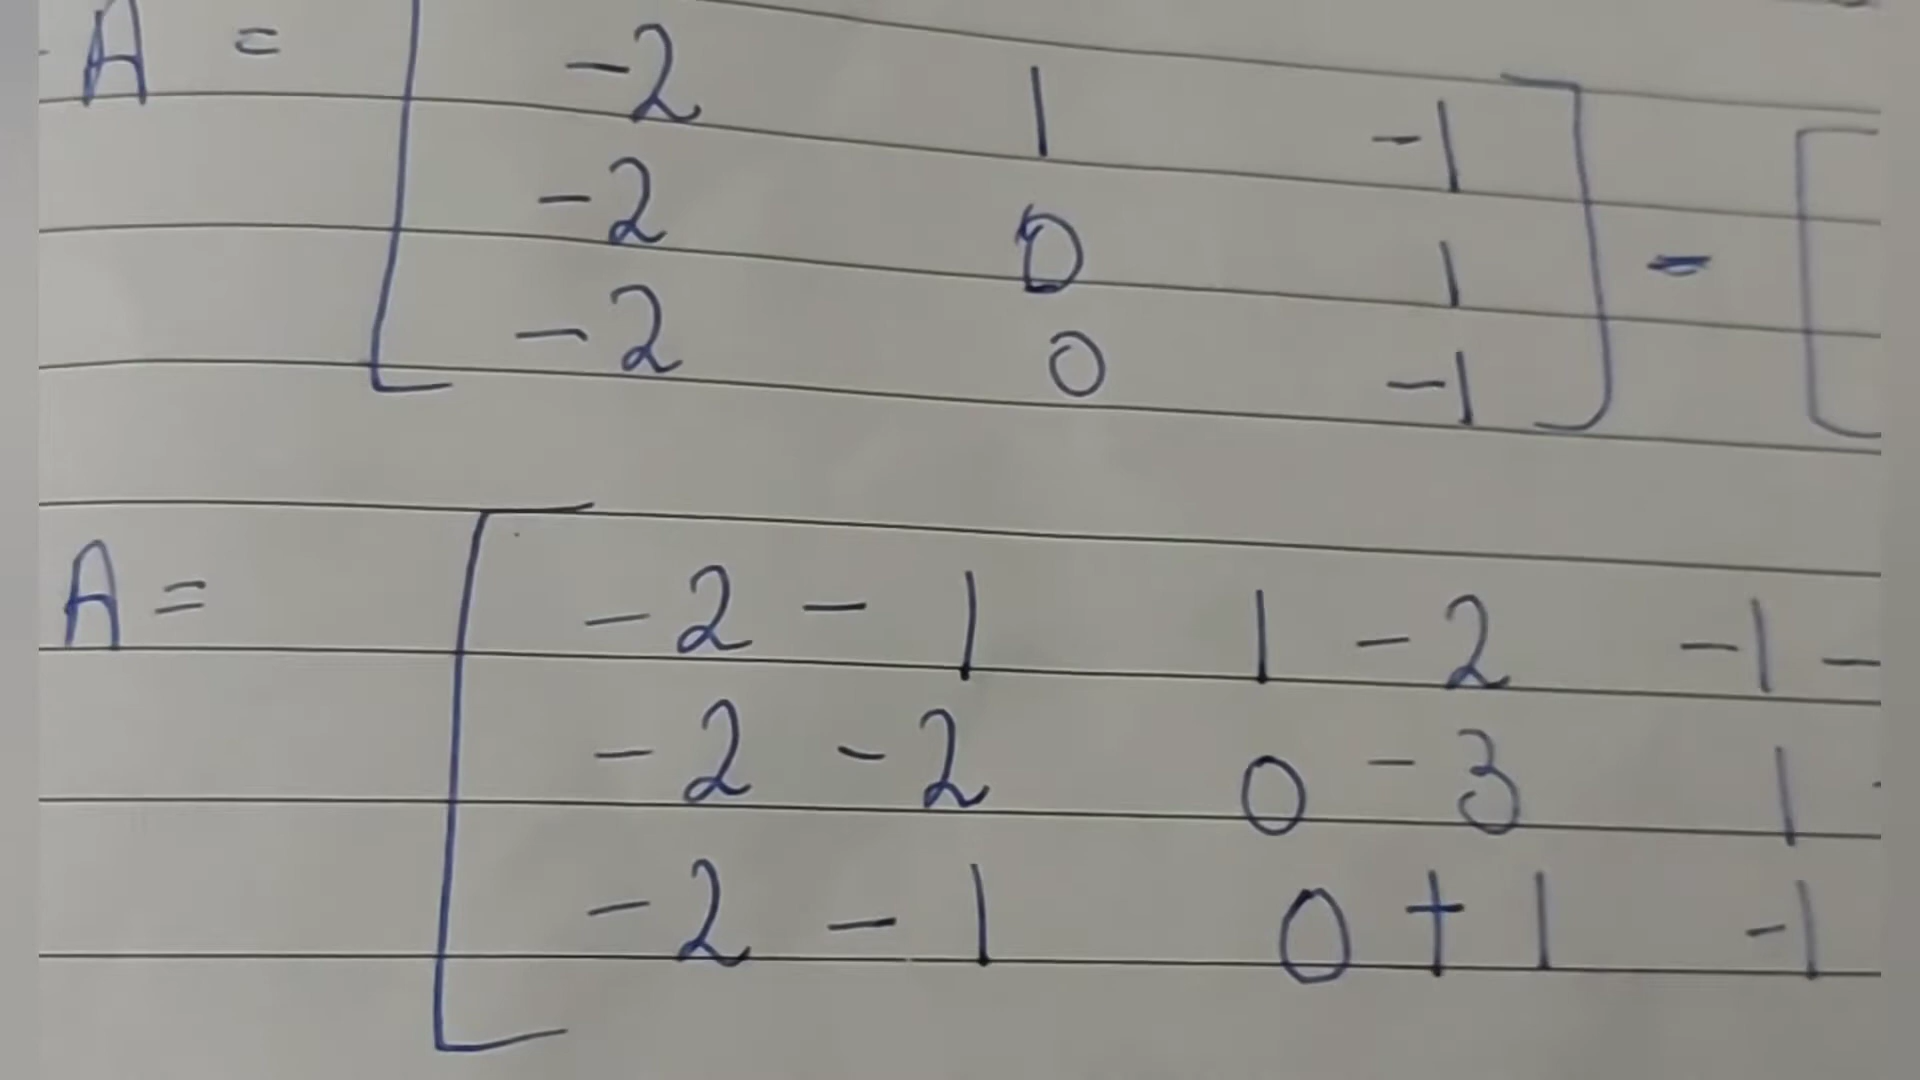 -A = [ -2 1 -1 ] - [
-2 0 1
-2 0 -1
A = [ -2 - 1 1 - 2 -1 -
-2 - 2 0 - 3 1 -
-2 - 1 0 + 1 -1